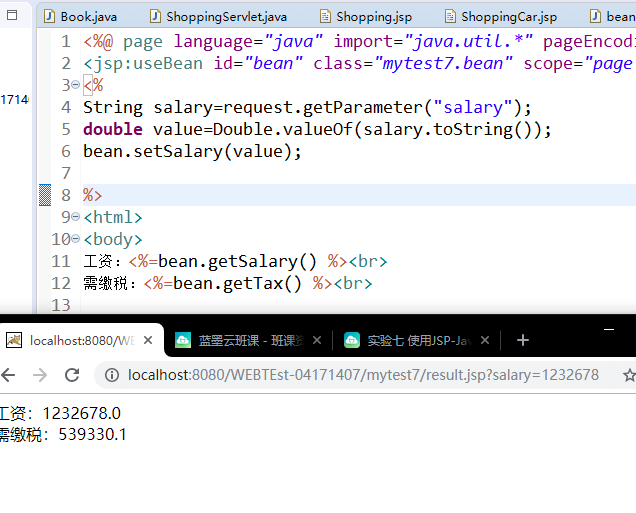 Book.java ShoppingServlet.java Shopping.jsp ShoppingCar.jsp bean
1 <%@ page language="java" import="java.util.*" pageEncodi
2 <jsp:useBean id="bean" class="mytest7.bean" scope="page
3 <%
1714
4 String salary=request.getParameter("salary");
5 double value=Double.valueOf(salary.toString());
6 bean.setSalary(value);
7
8 %>
9 <html>
10 <body>
11 工资：<%=bean.getSalary() %><br>
12 需缴税：<%=bean.getTax() %><br>
13
localhost:8080/WE 蓝墨云班课 - 班课 实验七 使用JSP-Jav
localhost:8080/WEBTEst-04171407/mytest7/result.jsp?salary=1232678
工资：1232678.0
需缴税：539330.1